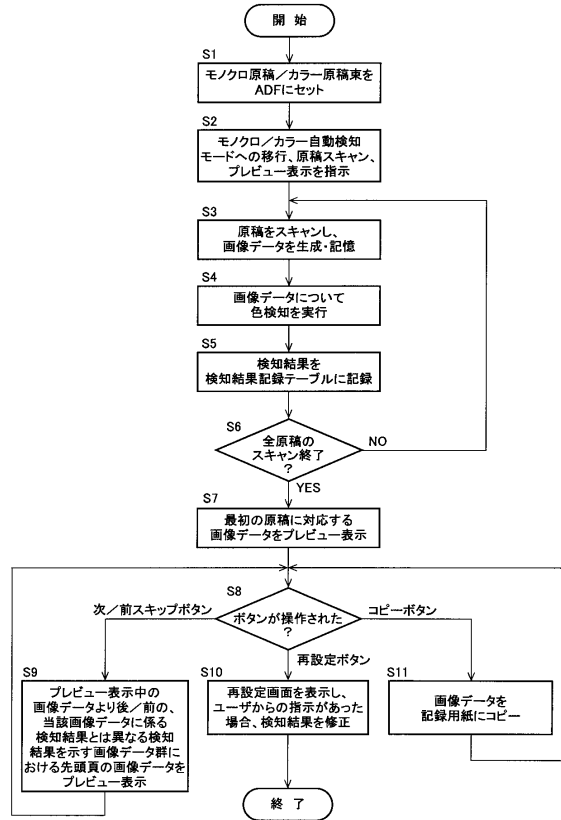 開 始
S1
モノクロ原稿／カラー原稿束を
ADFにセット
S2
モノクロ／カラー自動検知
モードへの移行、原稿スキャン、
プレビュー表示を指示
S3
原稿をスキャンし、
画像データを生成・記憶
S4
画像データについて
色検知を実行
S5
検知結果を
検知結果記録テーブルに記録
S6
全原稿の
スキャン終了
?
NO
YES
S7
最初の原稿に対応する
画像データをプレビュー表示
S8
ボタンが操作された
?
次／前スキップボタン
コピーボタン
再設定ボタン
S9
プレビュー表示中の
画像データより後／前の、
当該画像データに係る
検知結果とは異なる検知
結果を示す画像データ群に
おける先頭頁の画像データを
プレビュー表示
S10
再設定画面を表示し、
ユーザからの指示があった
場合、検知結果を修正
S11
画像データを
記録用紙にコピー
終 了